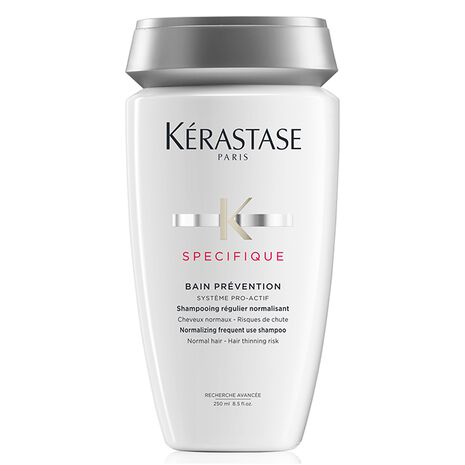 KÉRASTASE
PARIS
K
SPECIFIQUE
BAIN PRÉVENTION
SYSTÈME PRO-ACTIF
Shampooing régulier normalisant
Cheveux normaux - Risques de chute
Normalizing frequent use shampoo
Normal hair - Hair thinning risk
RECHERCHE AVANCÉE
250 ml 8.5 fl.oz.